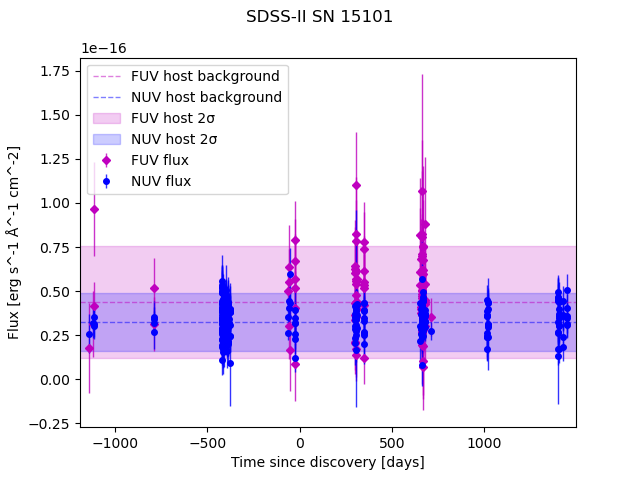 SDSS-II SN 15101
1e−16
FUV host background
NUV host background
FUV host 2σ
NUV host 2σ
FUV flux
NUV flux
1.75
1.50
1.25
1.00
0.75
0.50
0.25
0.00
−0.25
Flux [erg s^-1 Å^-1 cm^-2]
−1000
−500
0
500
1000
Time since discovery [days]